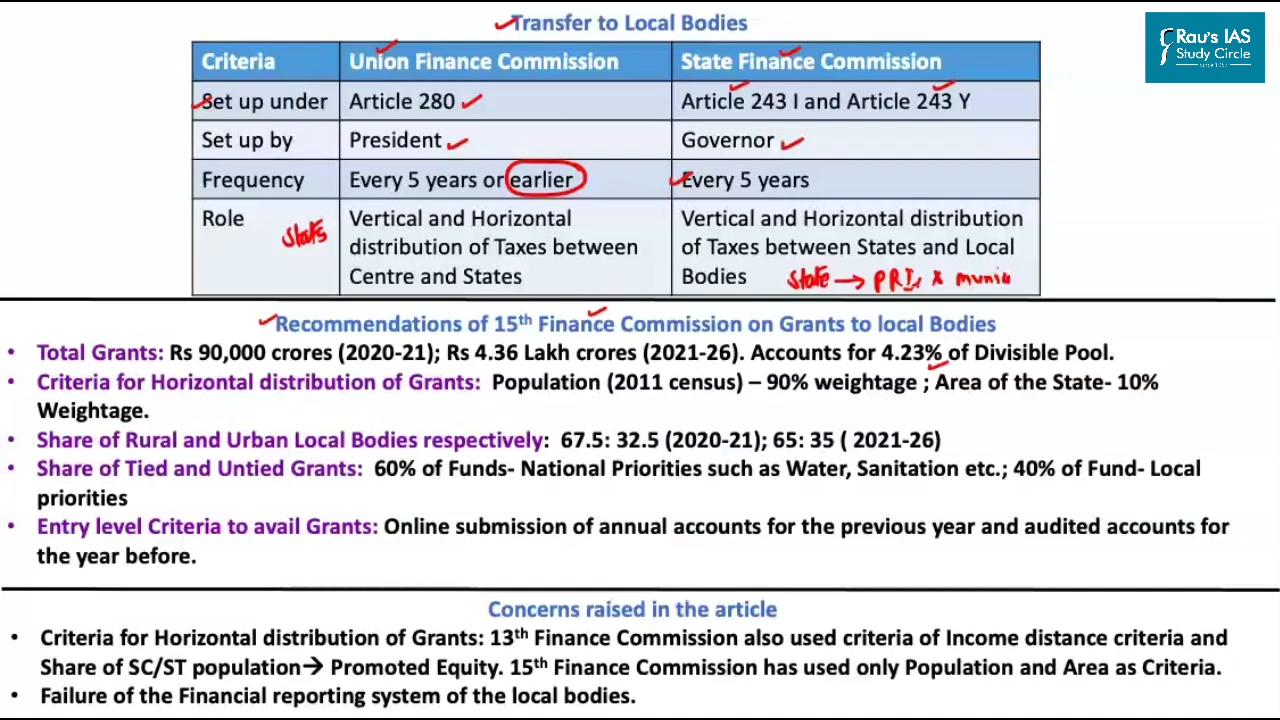 Transfer to Local Bodies
Rau's IAS
Study Circle
Criteria
Union Finance Commission
State Finance Commission
Set up under
Article 280
Article 243 I and Article 243 Y
Set up by
President
Governor
Frequency
Every 5 years or earlier
Every 5 years
Role
States
Vertical and Horizontal
distribution of Taxes between
Centre and States
Vertical and Horizontal distribution
of Taxes between States and Local
Bodies
State → PRIs
Recommendations of 15th Finance Commission on Grants to local Bodies
• Total Grants: Rs 90,000 crores (2020-21); Rs 4.36 Lakh crores (2021-26). Accounts for 4.23% of Divisible Pool.
• Criteria for Horizontal distribution of Grants: Population (2011 census) – 90% weightage ; Area of the State- 10%
Weightage.
• Share of Rural and Urban Local Bodies respectively: 67.5: 32.5 (2020-21); 65: 35 ( 2021-26)
• Share of Tied and Untied Grants: 60% of Funds- National Priorities such as Water, Sanitation etc.; 40% of Fund- Local
priorities
• Entry level Criteria to avail Grants: Online submission of annual accounts for the previous year and audited accounts for
the year before.
Concerns raised in the article
• Criteria for Horizontal distribution of Grants: 13th Finance Commission also used criteria of Income distance criteria and
Share of SC/ST population→ Promoted Equity. 15th Finance Commission has used only Population and Area as Criteria.
• Failure of the Financial reporting system of the local bodies.